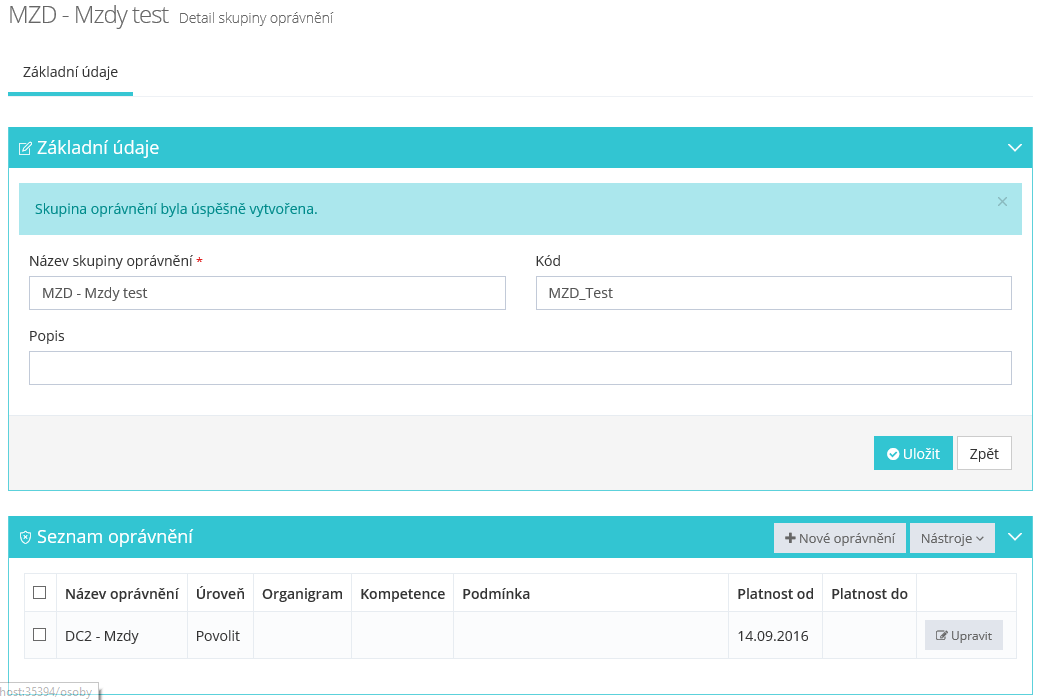 MZD - Mzdy test Detail skupiny oprávnění
Základní údaje
Základní údaje
Skupina oprávnění byla úspěšně vytvořena.
Název skupiny oprávnění * Kód
MZD - Mzdy test MZD_Test
Popis
Uložit Zpět
Seznam oprávnění Nové oprávnění Nástroje
Název oprávnění Úroveň Organigram Kompetence Podmínka Platnost od Platnost do
DC2 - Mzdy Povolit 14.09.2016 Upravit
host:35394/osoby